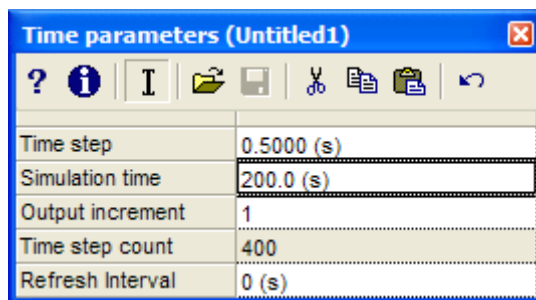 Time parameters (Untitled1)
Time step 0.5000 (s)
Simulation time 200.0 (s)
Output increment 1
Time step count 400
Refresh Interval 0 (s)